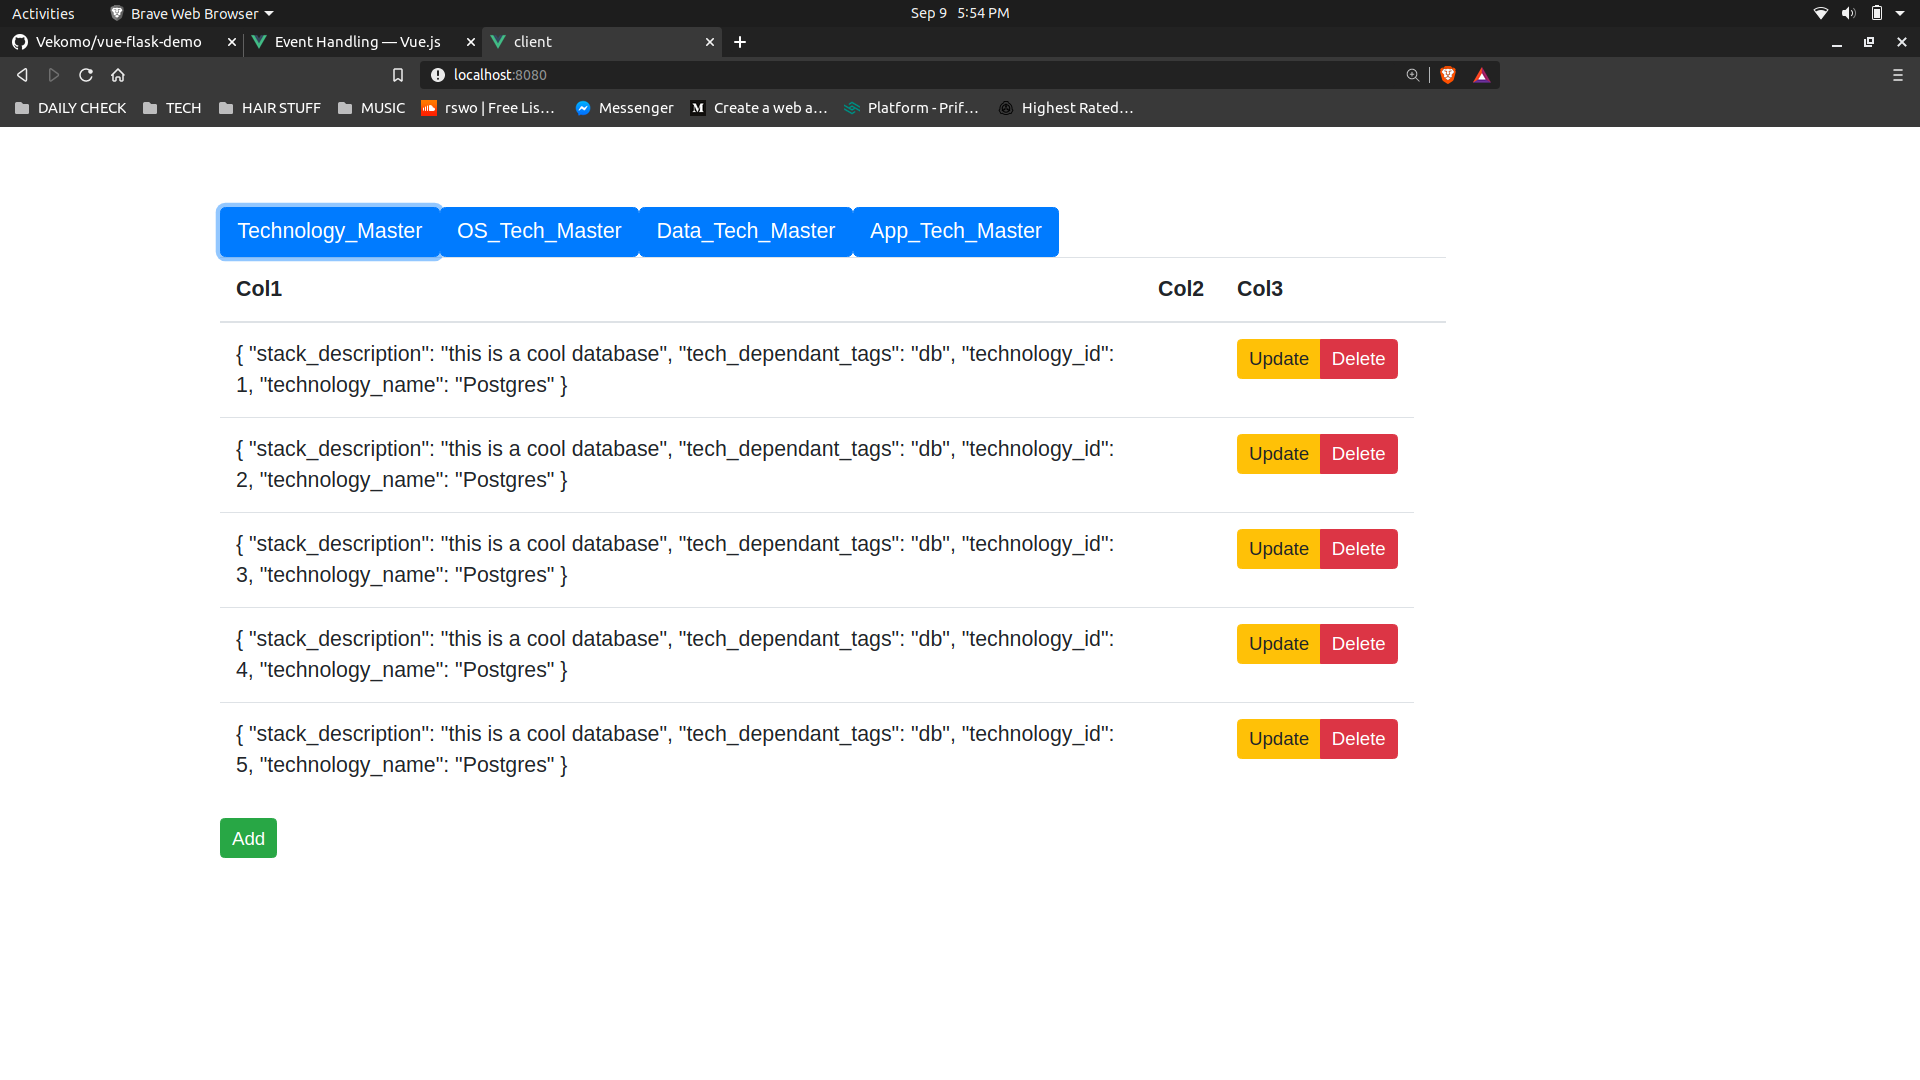 Activities Brave Web Browser Sep 9 5:54 PM
Vekomo/vue-flask-demo Event Handling — Vue.js client
localhost:8080
DAILY CHECK TECH HAIR STUFF MUSIC rswo | Free Lis... Messenger Create a web a... Platform - Prif... Highest Rated...
Technology_Master OS_Tech_Master Data_Tech_Master App_Tech_Master
Col1 Col2 Col3
{ "stack_description": "this is a cool database", "tech_dependant_tags": "db", "technology_id":
1, "technology_name": "Postgres" }
Update Delete
{ "stack_description": "this is a cool database", "tech_dependant_tags": "db", "technology_id":
2, "technology_name": "Postgres" }
Update Delete
{ "stack_description": "this is a cool database", "tech_dependant_tags": "db", "technology_id":
3, "technology_name": "Postgres" }
Update Delete
{ "stack_description": "this is a cool database", "tech_dependant_tags": "db", "technology_id":
4, "technology_name": "Postgres" }
Update Delete
{ "stack_description": "this is a cool database", "tech_dependant_tags": "db", "technology_id":
5, "technology_name": "Postgres" }
Update Delete
Add